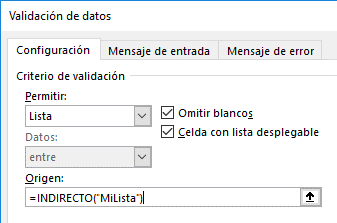 Validación de datos
Configuración Mensaje de entrada Mensaje de error
Criterio de validación
Permitir:
Lista
Omitir blancos
Datos:
Celda con lista desplegable
entre
Origen:
=INDIRECTO("MiLista")